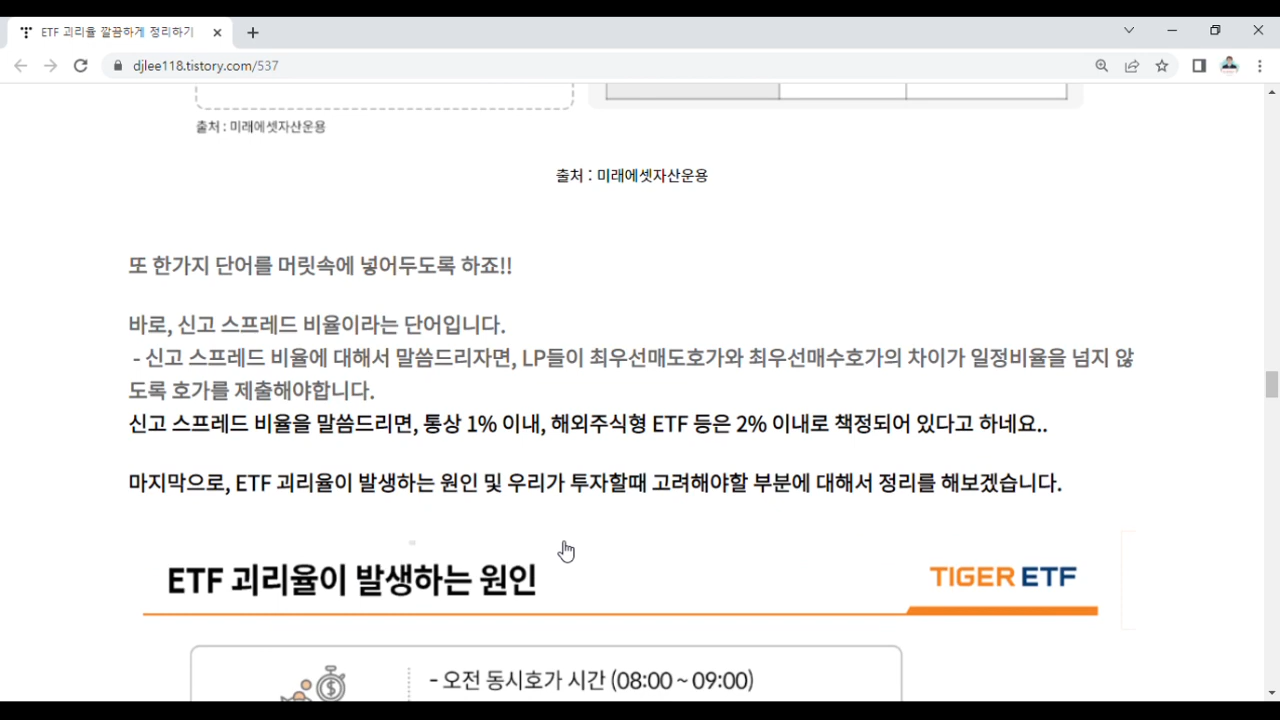 ETF 괴리율 깔끔하게 정리하기
djlee118.tistory.com/537
출처 : 미래에셋자산운용
출처 : 미래에셋자산운용
또 한가지 단어를 머릿속에 넣어두도록 하죠!!
바로, 신고 스프레드 비율이라는 단어입니다.
- 신고 스프레드 비율에 대해서 말씀드리자면, LP들이 최우선매도호가와 최우선매수호가의 차이가 일정비율을 넘지 않
도록 호가를 제출해야합니다.
신고 스프레드 비율을 말씀드리면, 통상 1% 이내, 해외주식형 ETF 등은 2% 이내로 책정되어 있다고 하네요..
마지막으로, ETF 괴리율이 발생하는 원인 및 우리가 투자할때 고려해야할 부분에 대해서 정리를 해보겠습니다.
ETF 괴리율이 발생하는 원인
TIGER ETF
- 오전 동시호가 시간 (08:00 ~ 09:00)